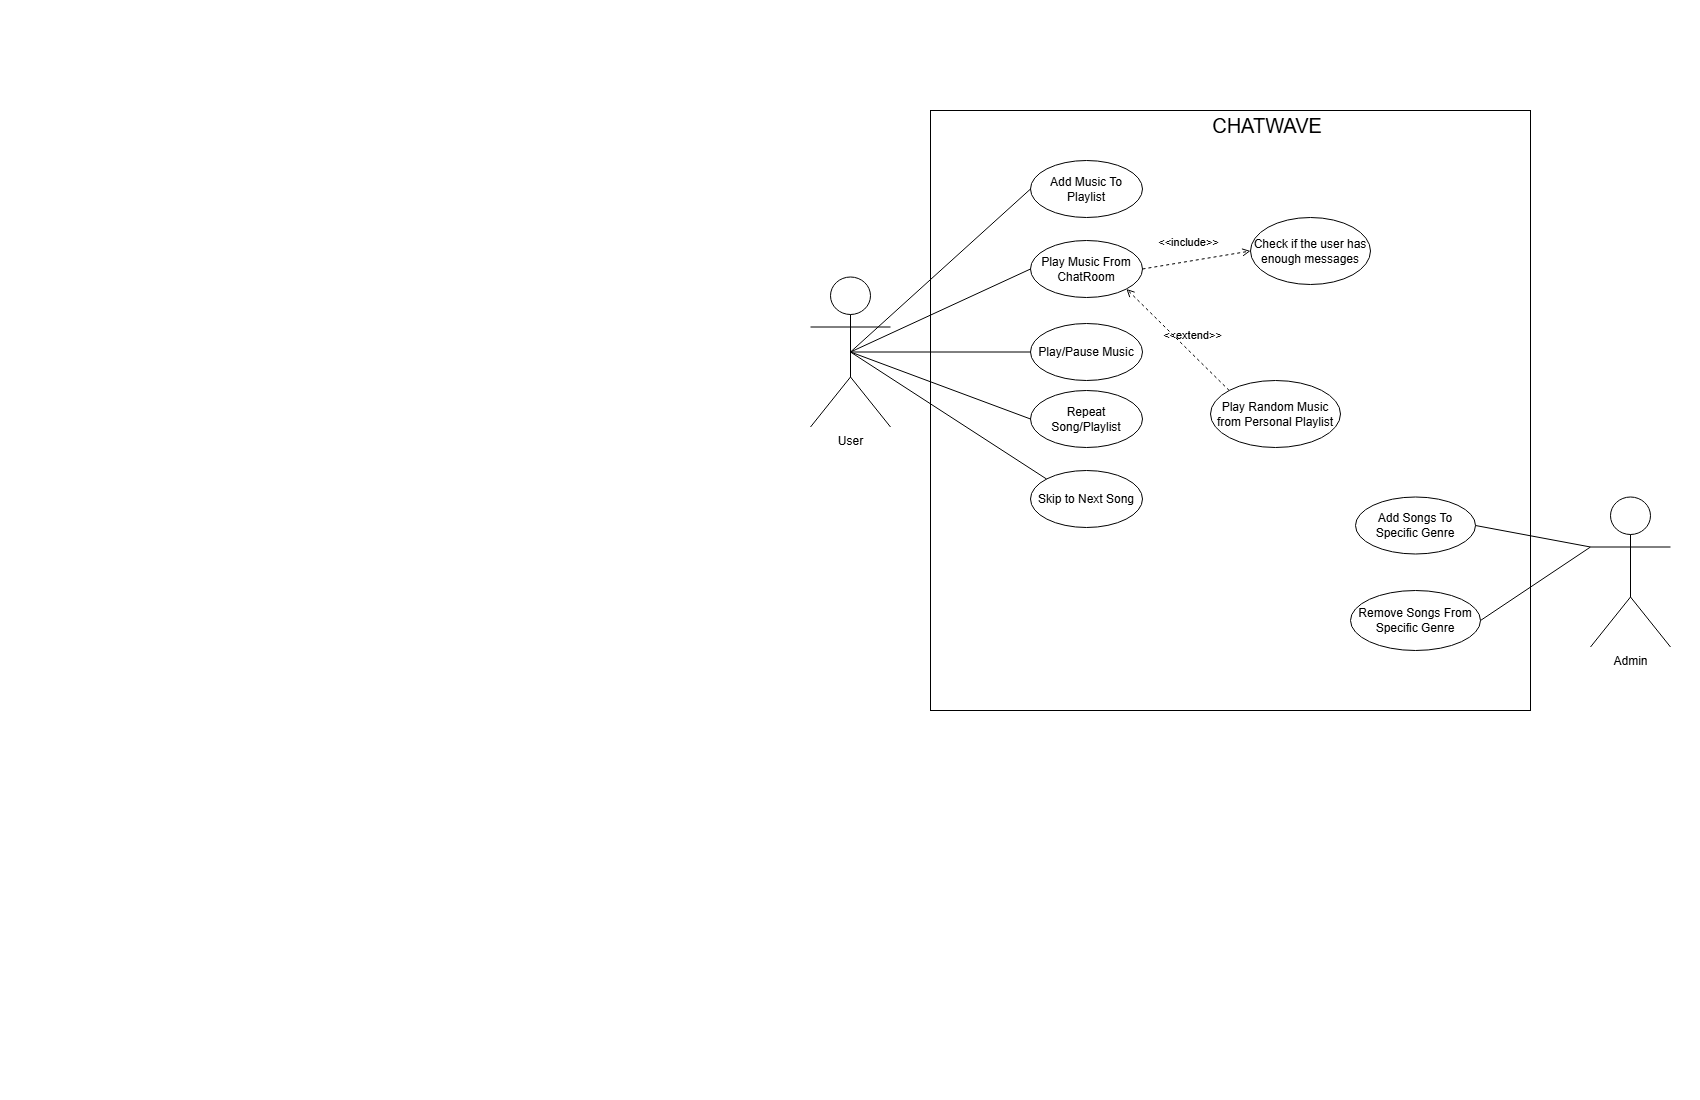 CHATWAVE
Add Music To
Playlist
Play Music From
ChatRoom
<<include>>
Check if the user has
enough messages
<<extend>>
Play/Pause Music
Play Random Music
from Personal Playlist
Repeat
Song/Playlist
User
Skip to Next Song
Add Songs To
Specific Genre
Remove Songs From
Specific Genre
Admin